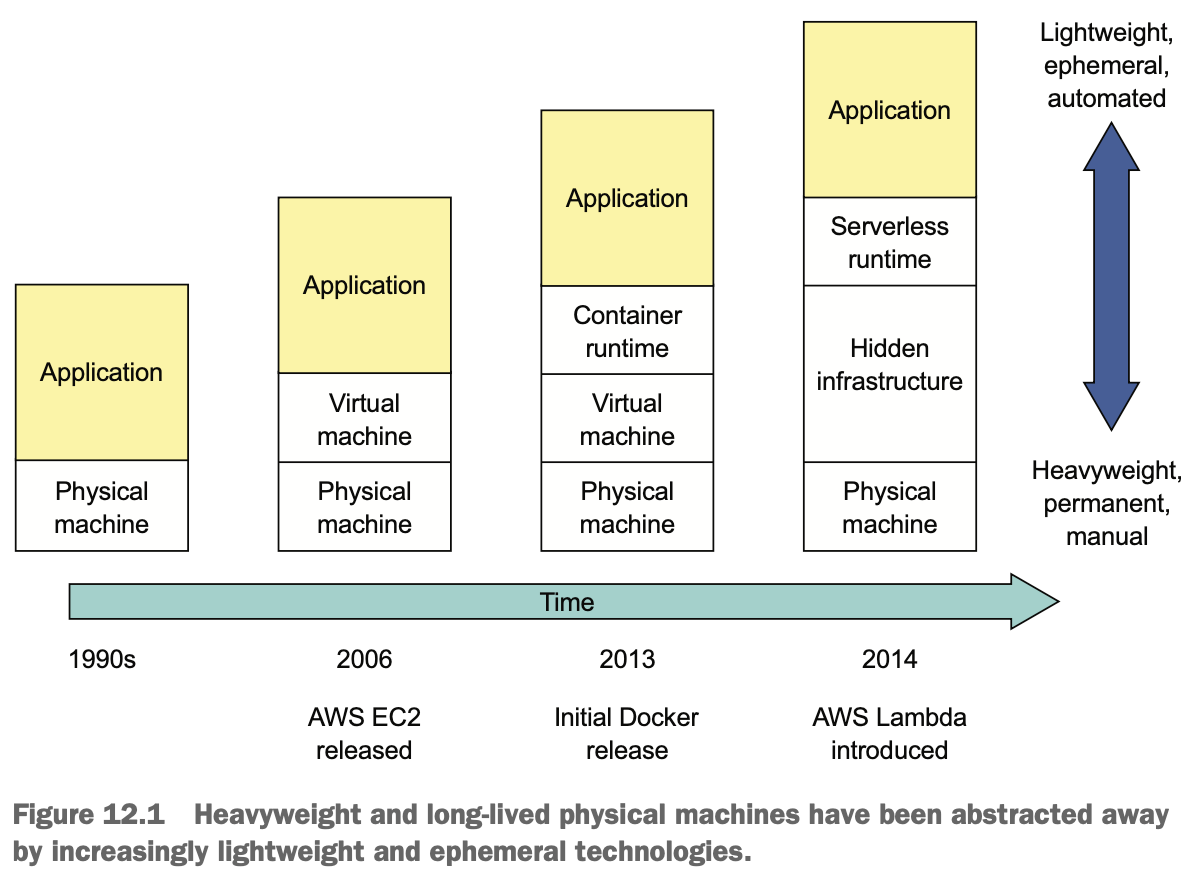 Application
Physical
machine
Application
Virtual
machine
Physical
machine
Application
Container
runtime
Virtual
machine
Physical
machine
Application
Serverless
runtime
Hidden
infrastructure
Physical
machine
Lightweight,
ephemeral,
automated
Heavyweight,
permanent,
manual
Time
1990s
2006
AWS EC2
released
2013
Initial Docker
release
2014
AWS Lambda
introduced
Figure 12.1 Heavyweight and long-lived physical machines have been abstracted away
by increasingly lightweight and ephemeral technologies.